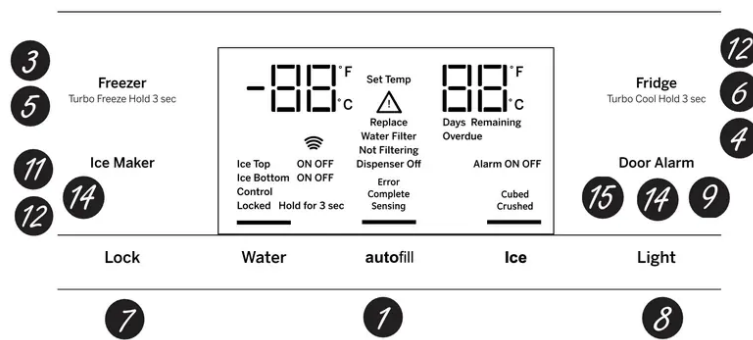 3
5
Freezer
Turbo Freeze Hold 3 sec
11
Ice Maker
14
12
-88 °F °C
Set Temp
!
Replace
Water Filter
Not Filtering
Dispenser Off
Error
Complete
Sensing
88 °F °C
Days Remaining
Overdue
Ice Top ON OFF
Ice Bottom ON OFF
Control
Locked Hold for 3 sec
Alarm ON OFF
Cubed
Crushed
12
Fridge
Turbo Cool Hold 3 sec
6
4
Door Alarm
15 14 9
Lock Water autofill Ice Light
7 1 8